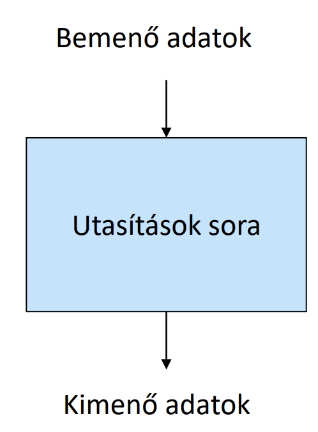 Bemenő adatok
Utasítások sora
Kimenő adatok